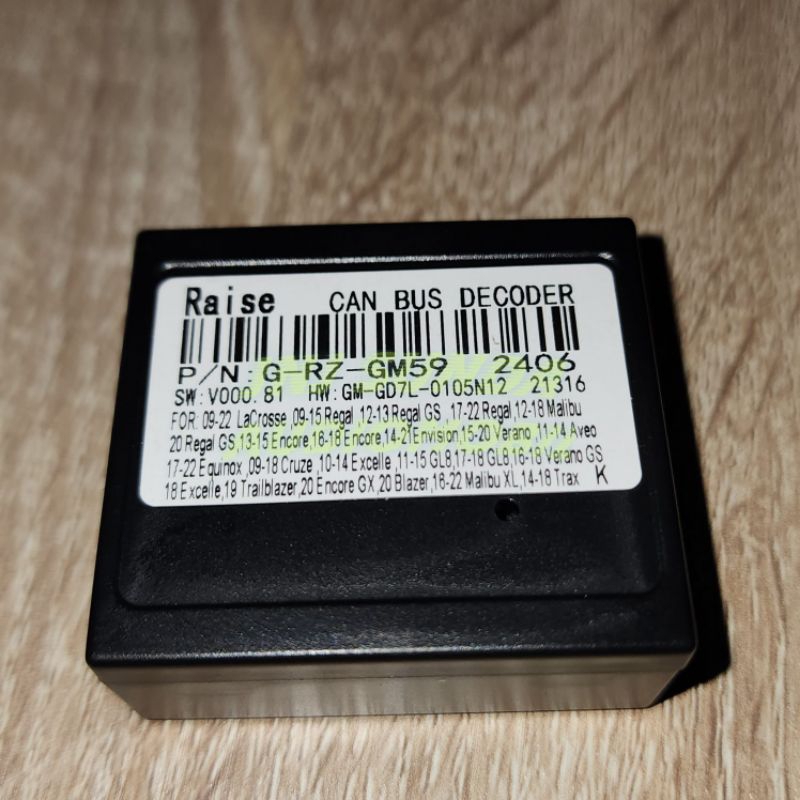 Raise CAN BUS DECODER
P/N:G-RZ-GM59 2406
SW:V000.81 HW:GM-GD7L-0105N12 21316
FOR: 09-22 LaCrosse ,09-15 Regal ,12-13 Regal GS ,17-22 Regal,12-18 Malibu
20 Regal GS,13-15 Encore,16-18 Encore,14-21Envision,15-20 Verano ,11-14 Aveo
17-22 Equinox ,09-18 Cruze ,10-14 Excelle ,11-15 GL8,17-18 GL8,16-18 Verano GS
18 Excelle,19 Trailblazer,20 Encore GX,20 Blazer,16-22 Malibu XL,14-18 Trax K